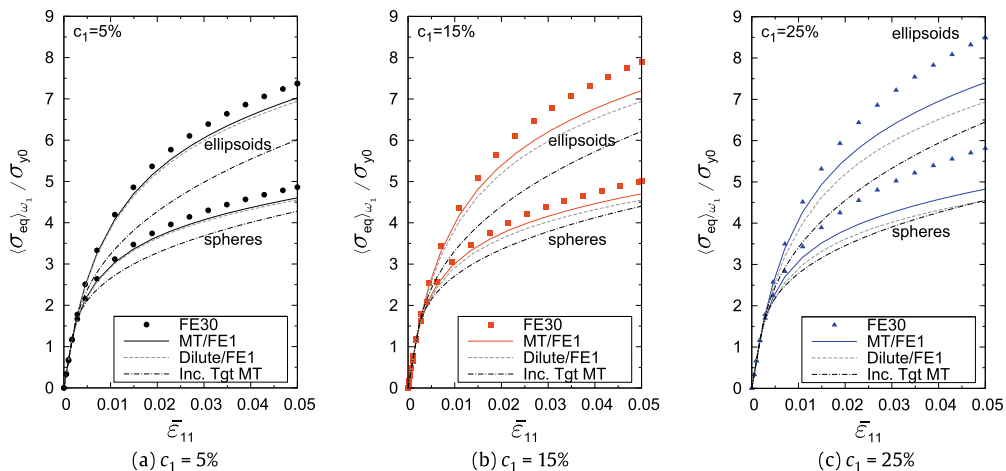 c₁=5%
9
8
7
6
5
4
3
2
1
0
⟨σeq⟩ω₁ / σy0
ellipsoids
spheres
FE30
MT/FE1
Dilute/FE1
Inc. Tgt MT
0 0.01 0.02 0.03 0.04 0.05
ε̄₁₁
(a) c₁ = 5%
c₁=15%
9
8
7
6
5
4
3
2
1
0
⟨σeq⟩ω₁ / σy0
ellipsoids
spheres
FE30
MT/FE1
Dilute/FE1
Inc. Tgt MT
0 0.01 0.02 0.03 0.04 0.05
ε̄₁₁
(b) c₁ = 15%
c₁=25%
ellipsoids
9
8
7
6
5
4
3
2
1
0
⟨σeq⟩ω₁ / σy0
spheres
FE30
MT/FE1
Dilute/FE1
Inc. Tgt MT
0 0.01 0.02 0.03 0.04 0.05
ε̄₁₁
(c) c₁ = 25%